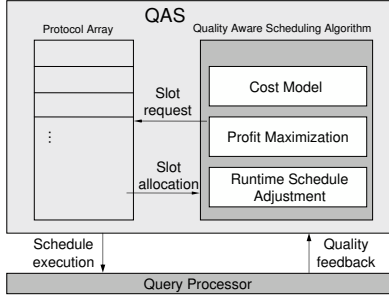 QAS
Protocol Array
Quality Aware Scheduling Algorithm
Cost Model
Slot
request
Profit Maximization
⋮
Slot
allocation
Runtime Schedule
Adjustment
Schedule
execution
Quality
feedback
Query Processor